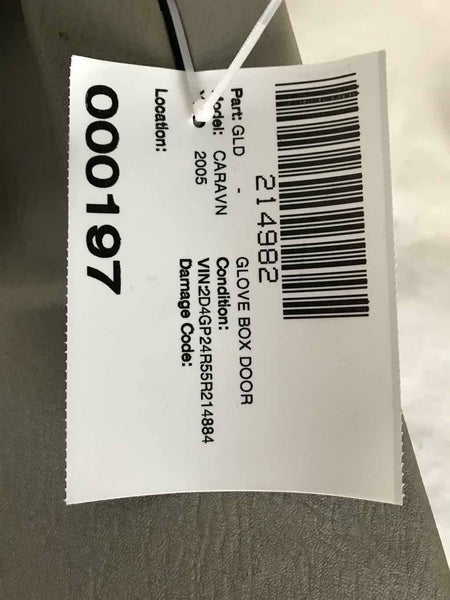 214982
Part: GLD - GLOVE BOX DOOR
Model: CARAVN Condition:
2005 VIN2D4GP24R55R214884
Damage Code:
Location:
000197